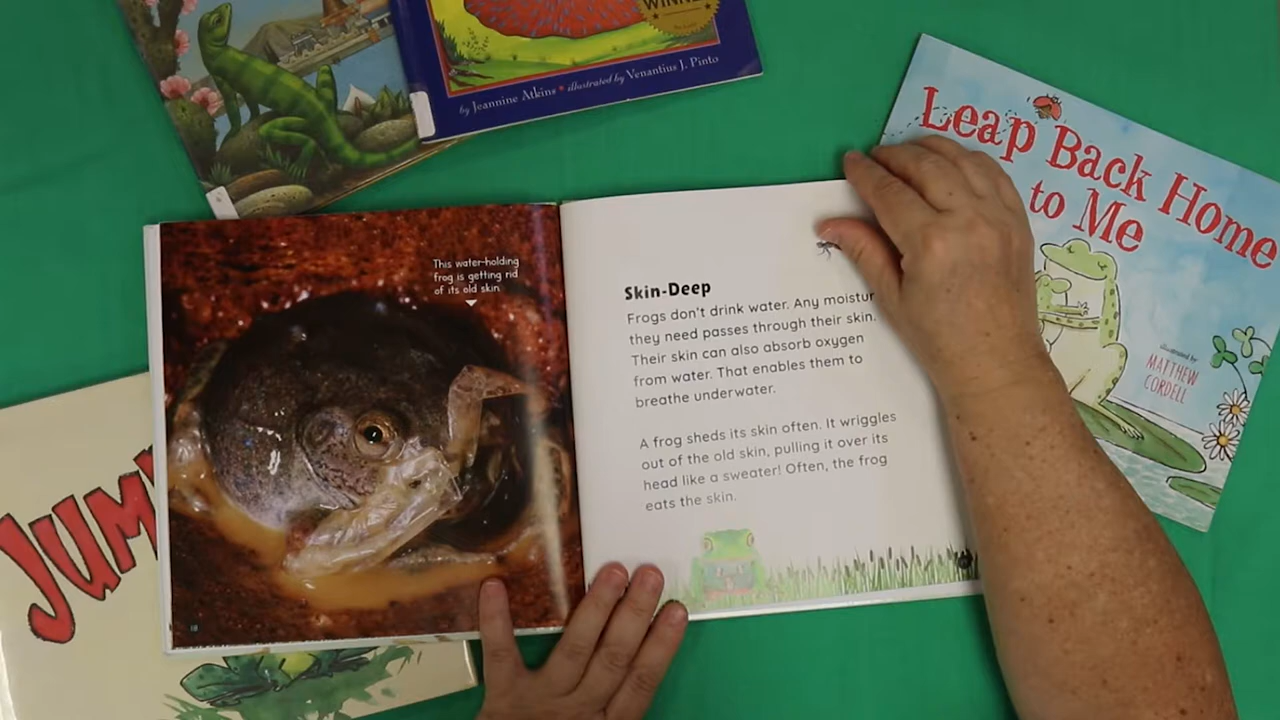 WINNE
by Jeannine Atkins • illustrated by Venantius J. Pinto
Leap Back Home
to Me
illustrated by
MATTHEW
CORDELL
This water-holding
frog is getting rid
of its old skin.
18
Skin-Deep
Frogs don't drink water. Any moistur
they need passes through their skin.
Their skin can also absorb oxygen
from water. That enables them to
breathe underwater.
A frog sheds its skin often. It wriggles
out of the old skin, pulling it over its
head like a sweater! Often, the frog
eats the skin.
JUM